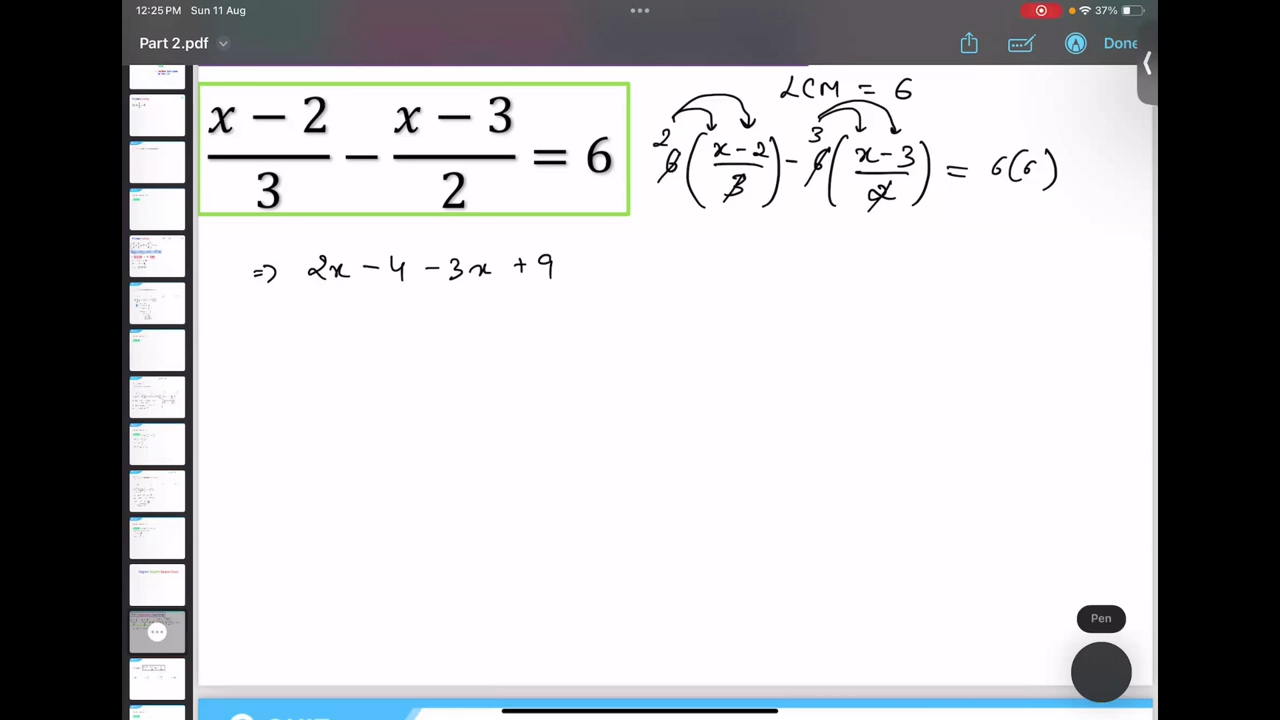 12:25 PM Sun 11 Aug
37%
Part 2.pdf
Done
x − 2 / 3 − x − 3 / 2 = 6
LCM = 6
2 6(x − 2 / 3) − 3 6(x − 3 / 2) = 6(6)
⇒ 2x − 4 − 3x + 9
Pen